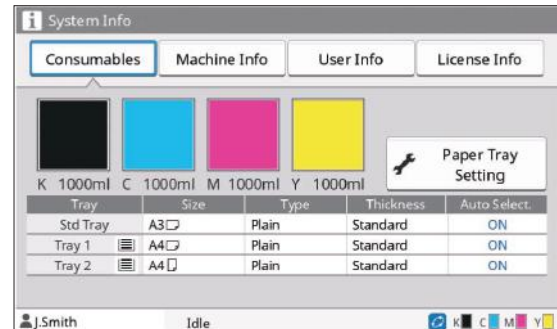 i System Info
Consumables Machine Info User Info License Info
K 1000ml C 1000ml M 1000ml Y 1000ml
Paper Tray
Setting
Tray Size Type Thickness Auto Select.
Std Tray A3 Plain Standard ON
Tray 1 A4 Plain Standard ON
Tray 2 A4 Plain Standard ON
J.Smith Idle K C M Y